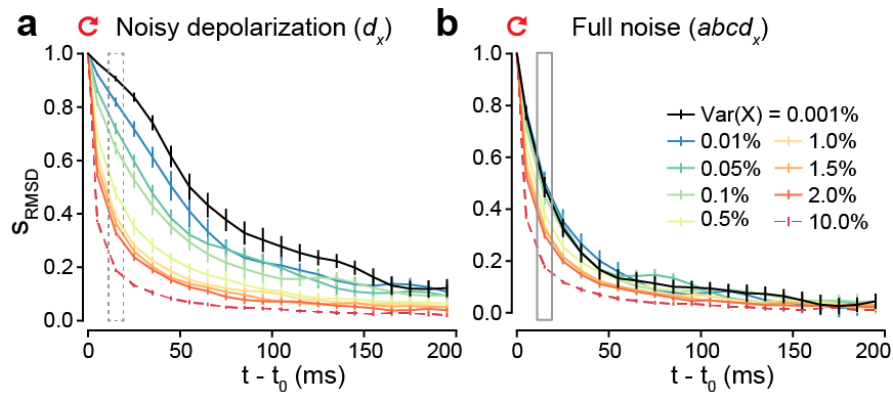 a Noisy depolarization (dx) b Full noise (abcdx)
1.0
0.8
0.6
0.4
0.2
0.0
SRMSD
0 50 100 150 200
t - t0 (ms)
1.0
0.8
0.6
0.4
0.2
0.0
Var(X) = 0.001%
0.01% 1.0%
0.05% 1.5%
0.1% 2.0%
0.5% 10.0%
0 50 100 150 200
t - t0 (ms)